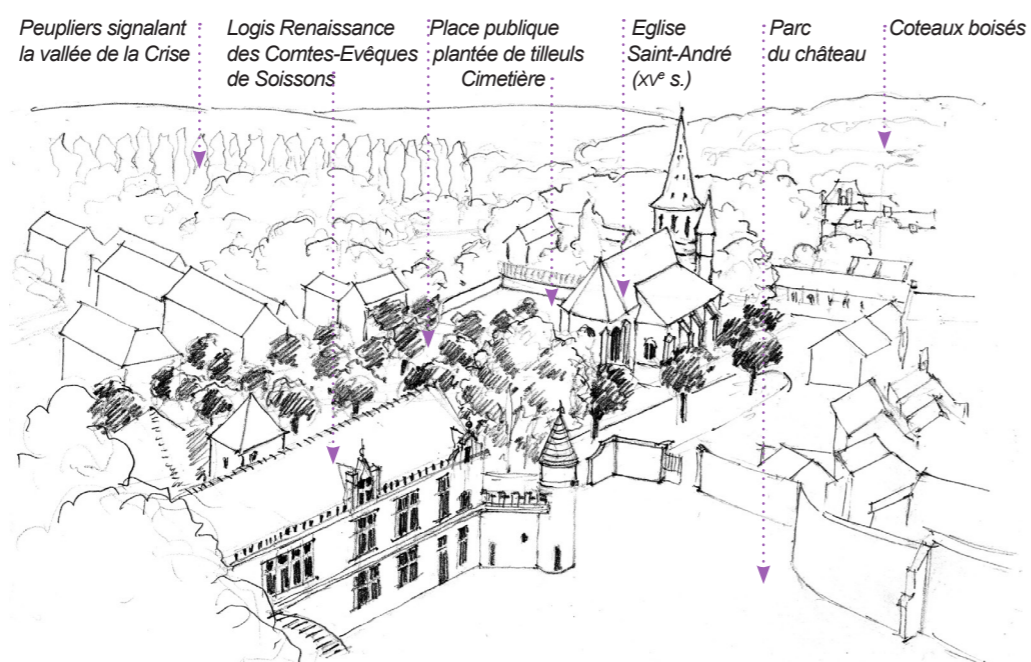 Peupliers signalant
la vallée de la Crise
Logis Renaissance
des Comtes-Evêques
de Soissons
Place publique
plantée de tilleuls
Cimetière
Eglise
Saint-André
(XVe s.)
Parc
du château
Coteaux boisés